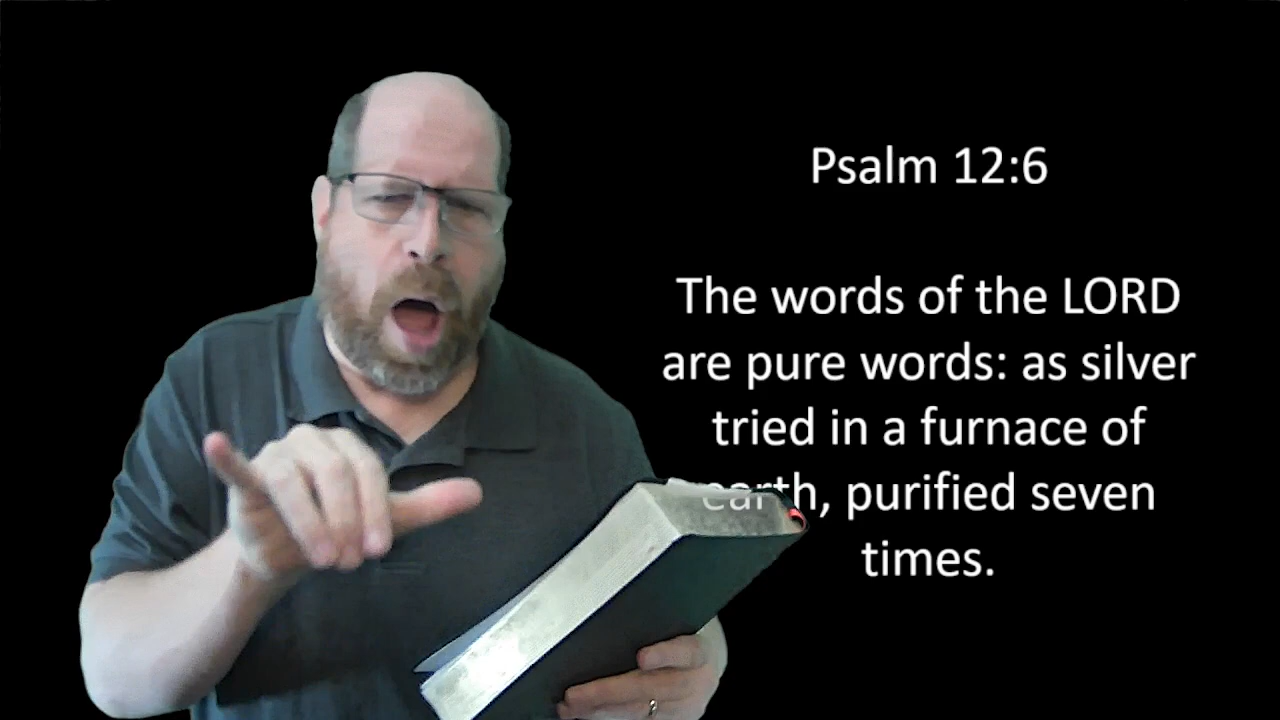 Psalm 12:6
The words of the LORD
are pure words: as silver
tried in a furnace of
earth, purified seven
times.